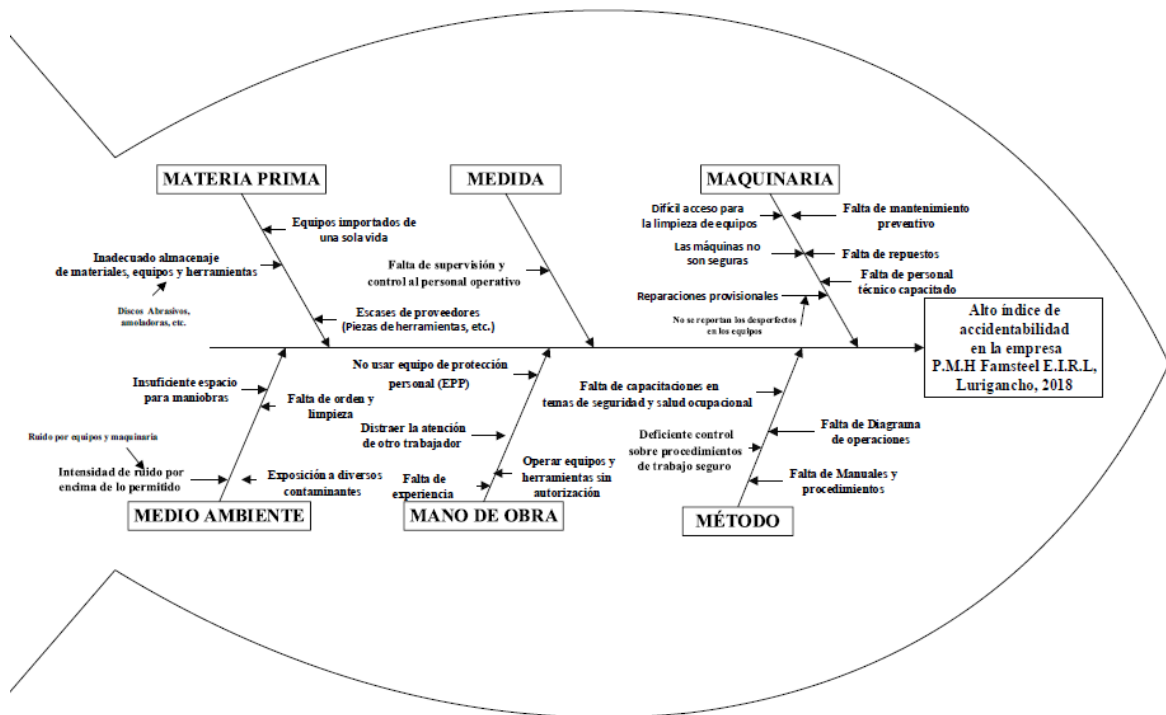 MATERIA PRIMA
Equipos importados de
una sola vida
Inadecuado almacenaje
de materiales, equipos y herramientas
Discos Abrasivos,
amoladoras, etc.
Escases de proveedores
(Piezas de herramientas, etc.)
MEDIDA
Falta de supervisión y
control al personal operativo
MAQUINARIA
Difícil acceso para
la limpieza de equipos
Falta de mantenimiento
preventivo
Las máquinas no
son seguras
Falta de repuestos
Falta de personal
técnico capacitado
Reparaciones provisionales
No se reportan los desperfectos
en los equipos
Alto índice de
accidentabilidad
en la empresa
P.M.H Famsteel E.I.R.L,
Lurigancho, 2018
Insuficiente espacio
para maniobras
Falta de orden y
limpieza
Ruido por equipos y maquinaria
Intensidad de ruido por
encima de lo permitido
Exposición a diversos
contaminantes
MEDIO AMBIENTE
No usar equipo de protección
personal (EPP)
Distraer la atención
de otro trabajador
Falta de
experiencia
Operar equipos y
herramientas sin
autorización
MANO DE OBRA
Falta de capacitaciones en
temas de seguridad y salud ocupacional
Falta de Diagrama
de operaciones
Deficiente control
sobre procedimientos
de trabajo seguro
Falta de Manuales y
procedimientos
MÉTODO